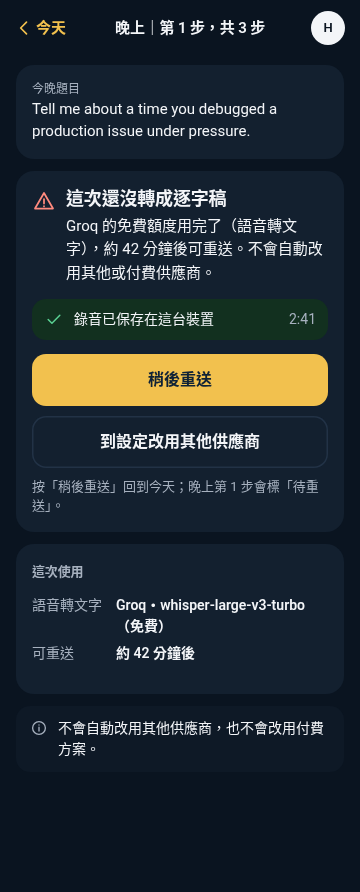 今天
晚上｜第 1 步，共 3 步
H
今晚題目
Tell me about a time you debugged a
production issue under pressure.
這次還沒轉成逐字稿
Groq 的免費額度用完了（語音轉文
字），約 42 分鐘後可重送。不會自動改
用其他或付費供應商。
錄音已保存在這台裝置
2:41
稍後重送
到設定改用其他供應商
按「稍後重送」回到今天；晚上第 1 步會標「待重
送」。
這次使用
語音轉文字 Groq・whisper-large-v3-turbo
（免費）
可重送 約 42 分鐘後
不會自動改用其他供應商，也不會改用付費
方案。